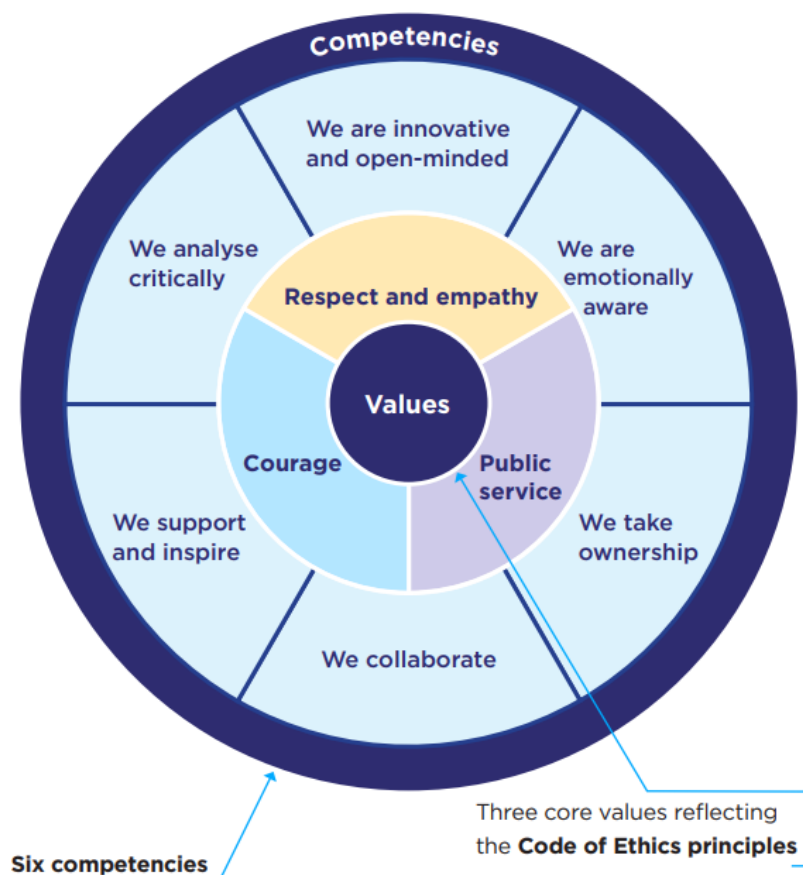 Competencies
We are innovative
and open-minded
We analyse
critically
We are
emotionally
aware
Respect and empathy
Values
Courage
Public
service
We support
and inspire
We take
ownership
We collaborate
Three core values reflecting
the Code of Ethics principles
Six competencies